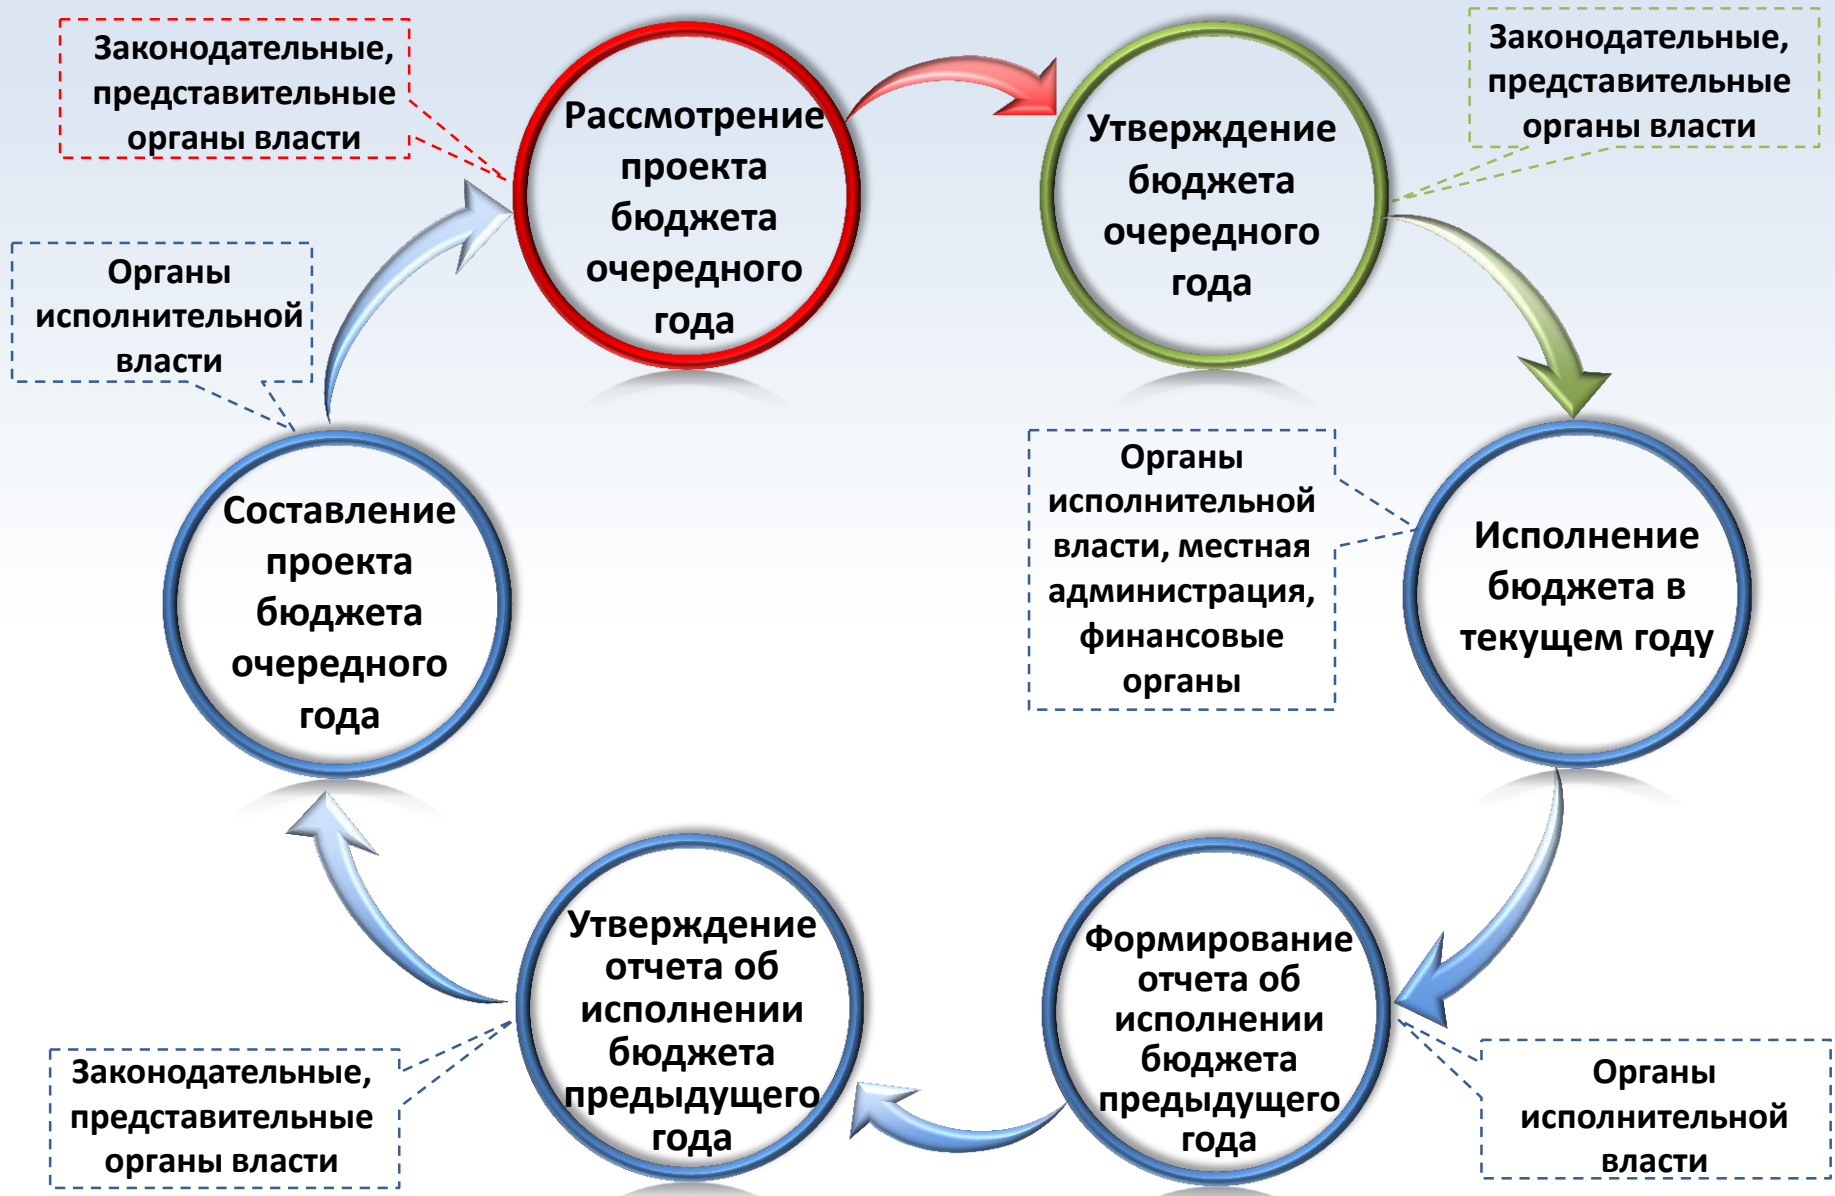 Законодательные,
представительные
органы власти
Рассмотрение
проекта
бюджета
очередного
года
Утверждение
бюджета
очередного
года
Законодательные,
представительные
органы власти
Органы
исполнительной
власти
Составление
проекта
бюджета
очередного
года
Органы
исполнительной
власти, местная
администрация,
финансовые
органы
Исполнение
бюджета в
текущем году
Законодательные,
представительные
органы власти
Утверждение
отчета об
исполнении
бюджета
предыдущего
года
Формирование
отчета об
исполнении
бюджета
предыдущего
года
Органы
исполнительной
власти